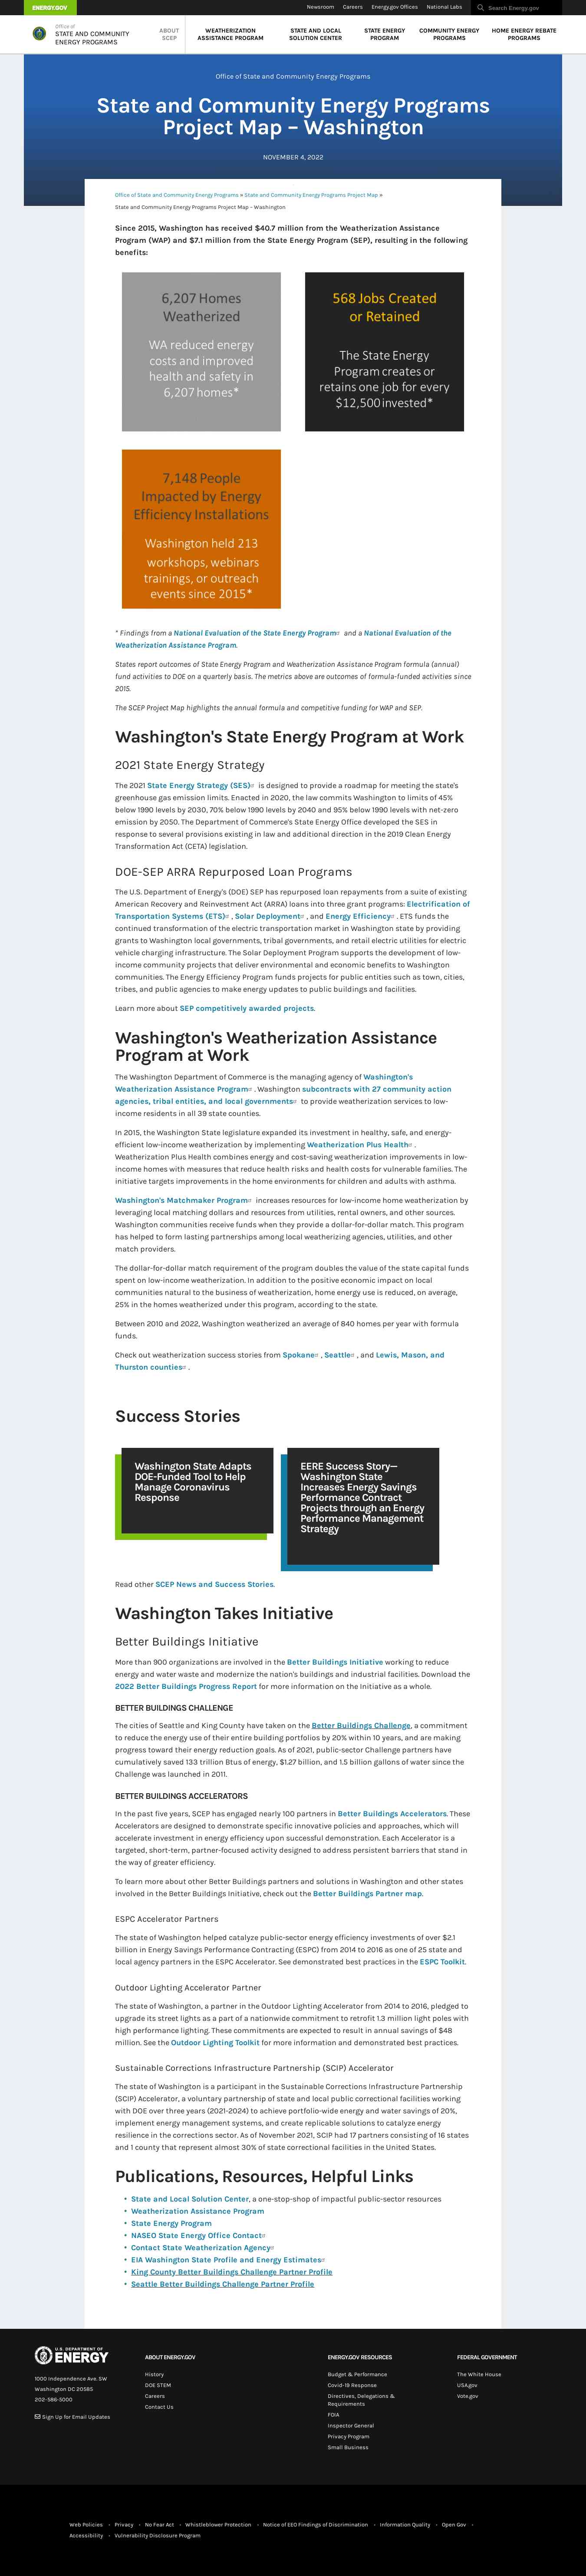 ENERGY.GOV
Newsroom
Careers
Energy.gov Offices
National Labs
Search Energy.gov
Office of
STATE AND COMMUNITY
ENERGY PROGRAMS
ABOUT
SCEP
WEATHERIZATION
ASSISTANCE PROGRAM
STATE AND LOCAL
SOLUTION CENTER
STATE ENERGY
PROGRAM
COMMUNITY ENERGY
PROGRAMS
HOME ENERGY REBATE
PROGRAMS
Office of State and Community Energy Programs
State and Community Energy Programs
Project Map – Washington
NOVEMBER 4, 2022
Office of State and Community Energy Programs » State and Community Energy Programs Project Map »
State and Community Energy Programs Project Map – Washington
Since 2015, Washington has received $40.7 million from the Weatherization Assistance
Program (WAP) and $7.1 million from the State Energy Program (SEP), resulting in the following
benefits:
6,207 Homes
Weatherized
WA reduced energy
costs and improved
health and safety in
6,207 homes*
568 Jobs Created
or Retained
The State Energy
Program creates or
retains one job for every
$12,500 invested*
7,148 People
Impacted by Energy
Efficiency Installations
Washington held 213
workshops, webinars
trainings, or outreach
events since 2015*
* Findings from a National Evaluation of the State Energy Program and a National Evaluation of the
Weatherization Assistance Program.
States report outcomes of State Energy Program and Weatherization Assistance Program formula (annual)
fund activities to DOE on a quarterly basis. The metrics above are outcomes of formula-funded activities since
2015.
The SCEP Project Map highlights the annual formula and competitive funding for WAP and SEP.
Washington's State Energy Program at Work
2021 State Energy Strategy
The 2021 State Energy Strategy (SES) is designed to provide a roadmap for meeting the state's
greenhouse gas emission limits. Enacted in 2020, the law commits Washington to limits of 45%
below 1990 levels by 2030, 70% below 1990 levels by 2040 and 95% below 1990 levels with net-zero
emission by 2050. The Department of Commerce's State Energy Office developed the SES in
response to several provisions existing in law and additional direction in the 2019 Clean Energy
Transformation Act (CETA) legislation.
DOE-SEP ARRA Repurposed Loan Programs
The U.S. Department of Energy's (DOE) SEP has repurposed loan repayments from a suite of existing
American Recovery and Reinvestment Act (ARRA) loans into three grant programs: Electrification of
Transportation Systems (ETS) , Solar Deployment , and Energy Efficiency . ETS funds the
continued transformation of the electric transportation market in Washington state by providing
grants to Washington local governments, tribal governments, and retail electric utilities for electric
vehicle charging infrastructure. The Solar Deployment Program supports the development of low-
income community projects that deliver environmental and economic benefits to Washington
communities. The Energy Efficiency Program funds projects for public entities such as town, cities,
tribes, and public agencies to make energy updates to public buildings and facilities.
Learn more about SEP competitively awarded projects.
Washington's Weatherization Assistance
Program at Work
The Washington Department of Commerce is the managing agency of Washington's
Weatherization Assistance Program . Washington subcontracts with 27 community action
agencies, tribal entities, and local governments to provide weatherization services to low-
income residents in all 39 state counties.
In 2015, the Washington State legislature expanded its investment in healthy, safe, and energy-
efficient low-income weatherization by implementing Weatherization Plus Health .
Weatherization Plus Health combines energy and cost-saving weatherization improvements in low-
income homes with measures that reduce health risks and health costs for vulnerable families. The
initiative targets improvements in the home environments for children and adults with asthma.
Washington's Matchmaker Program increases resources for low-income home weatherization by
leveraging local matching dollars and resources from utilities, rental owners, and other sources.
Washington communities receive funds when they provide a dollar-for-dollar match. This program
has helped to form lasting partnerships among local weatherizing agencies, utilities, and other
match providers.
The dollar-for-dollar match requirement of the program doubles the value of the state capital funds
spent on low-income weatherization. In addition to the positive economic impact on local
communities natural to the business of weatherization, home energy use is reduced, on average,
25% in the homes weatherized under this program, according to the state.
Between 2010 and 2022, Washington weatherized an average of 840 homes per year with formula
funds.
Check out weatherization success stories from Spokane , Seattle , and Lewis, Mason, and
Thurston counties .
Success Stories
Washington State Adapts
DOE-Funded Tool to Help
Manage Coronavirus
Response
EERE Success Story—
Washington State
Increases Energy Savings
Performance Contract
Projects through an Energy
Performance Management
Strategy
Read other SCEP News and Success Stories.
Washington Takes Initiative
Better Buildings Initiative
More than 900 organizations are involved in the Better Buildings Initiative working to reduce
energy and water waste and modernize the nation's buildings and industrial facilities. Download the
2022 Better Buildings Progress Report for more information on the Initiative as a whole.
BETTER BUILDINGS CHALLENGE
The cities of Seattle and King County have taken on the Better Buildings Challenge, a commitment
to reduce the energy use of their entire building portfolios by 20% within 10 years, and are making
progress toward their energy reduction goals. As of 2021, public-sector Challenge partners have
cumulatively saved 133 trillion Btus of energy, $1.27 billion, and 1.5 billion gallons of water since the
Challenge was launched in 2011.
BETTER BUILDINGS ACCELERATORS
In the past five years, SCEP has engaged nearly 100 partners in Better Buildings Accelerators. These
Accelerators are designed to demonstrate specific innovative policies and approaches, which will
accelerate investment in energy efficiency upon successful demonstration. Each Accelerator is a
targeted, short-term, partner-focused activity designed to address persistent barriers that stand in
the way of greater efficiency.
To learn more about other Better Buildings partners and solutions in Washington and other states
involved in the Better Buildings Initiative, check out the Better Buildings Partner map.
ESPC Accelerator Partners
The state of Washington helped catalyze public-sector energy efficiency investments of over $2.1
billion in Energy Savings Performance Contracting (ESPC) from 2014 to 2016 as one of 25 state and
local agency partners in the ESPC Accelerator. See demonstrated best practices in the ESPC Toolkit.
Outdoor Lighting Accelerator Partner
The state of Washington, a partner in the Outdoor Lighting Accelerator from 2014 to 2016, pledged to
upgrade its street lights as a part of a nationwide commitment to retrofit 1.3 million light poles with
high performance lighting. These commitments are expected to result in annual savings of $48
million. See the Outdoor Lighting Toolkit for more information and demonstrated best practices.
Sustainable Corrections Infrastructure Partnership (SCIP) Accelerator
The state of Washington is a participant in the Sustainable Corrections Infrastructure Partnership
(SCIP) Accelerator, a voluntary partnership of state and local public correctional facilities working
with DOE over three years (2021-2024) to achieve portfolio-wide energy and water savings of 20%,
implement energy management systems, and create replicable solutions to catalyze energy
resilience in the corrections sector. As of November 2021, SCIP had 17 partners consisting of 16 states
and 1 county that represent almost 30% of state correctional facilities in the United States.
Publications, Resources, Helpful Links
• State and Local Solution Center, a one-stop-shop of impactful public-sector resources
• Weatherization Assistance Program
• State Energy Program
• NASEO State Energy Office Contact
• Contact State Weatherization Agency
• EIA Washington State Profile and Energy Estimates
• King County Better Buildings Challenge Partner Profile
• Seattle Better Buildings Challenge Partner Profile
U.S. DEPARTMENT OF
ENERGY
1000 Independence Ave. SW
Washington DC 20585
202-586-5000
Sign Up for Email Updates
ABOUT ENERGY.GOV
History
DOE STEM
Careers
Contact Us
ENERGY.GOV RESOURCES
Budget & Performance
Covid-19 Response
Directives, Delegations &
Requirements
FOIA
Inspector General
Privacy Program
Small Business
FEDERAL GOVERNMENT
The White House
USA.gov
Vote.gov
Web Policies • Privacy • No Fear Act • Whistleblower Protection • Notice of EEO Findings of Discrimination • Information Quality • Open Gov •
Accessibility • Vulnerability Disclosure Program